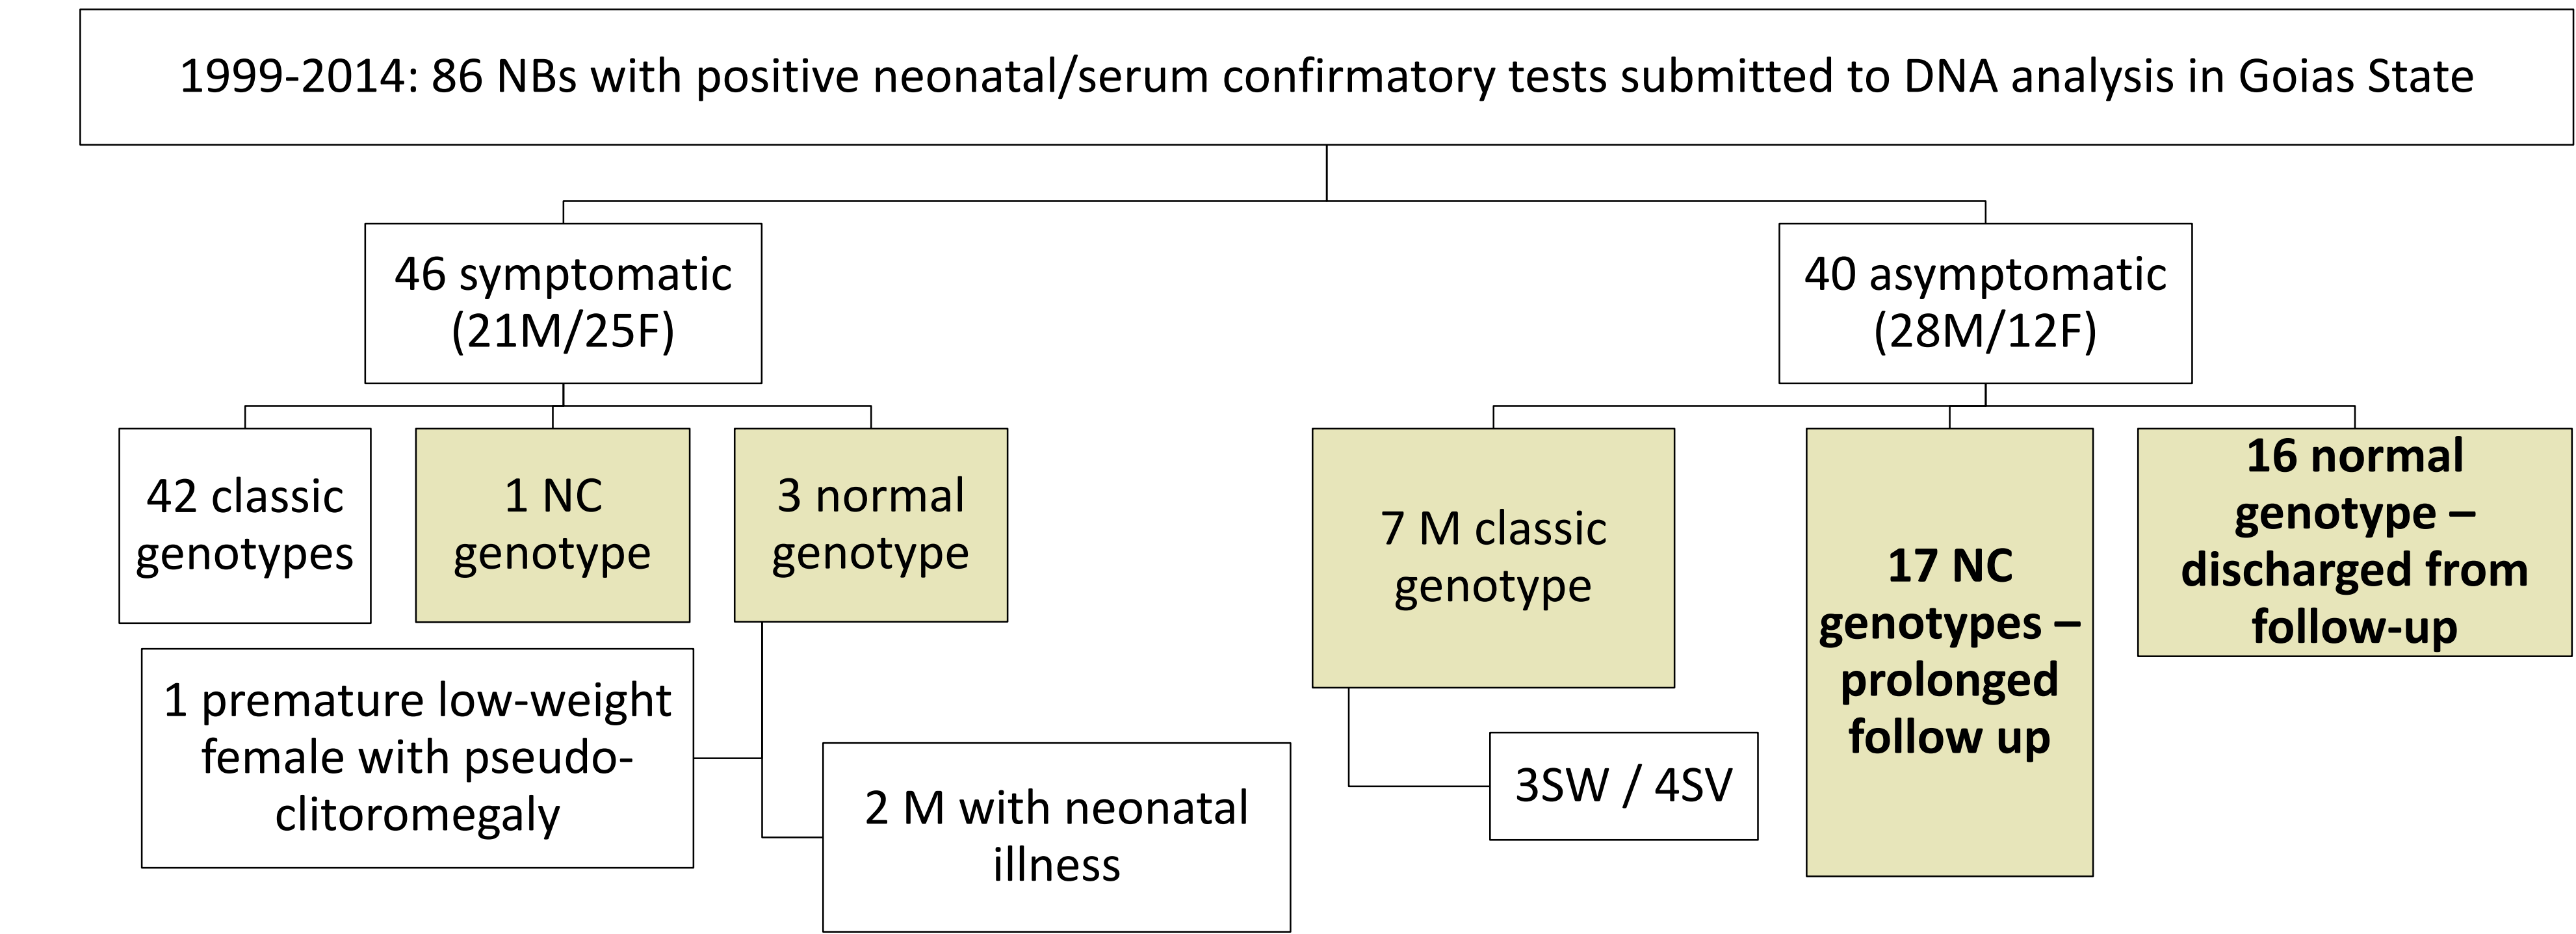 1999-2014: 86 NBs with positive neonatal/serum confirmatory tests submitted to DNA analysis in Goias State
46 symptomatic
(21M/25F)
40 asymptomatic
(28M/12F)
42 classic
genotypes
1 NC
genotype
3 normal
genotype
7 M classic
genotype
17 NC
genotypes –
prolonged
follow up
16 normal
genotype –
discharged from
follow-up
1 premature low-weight
female with pseudo-
clitoromegaly
2 M with neonatal
illness
3SW / 4SV